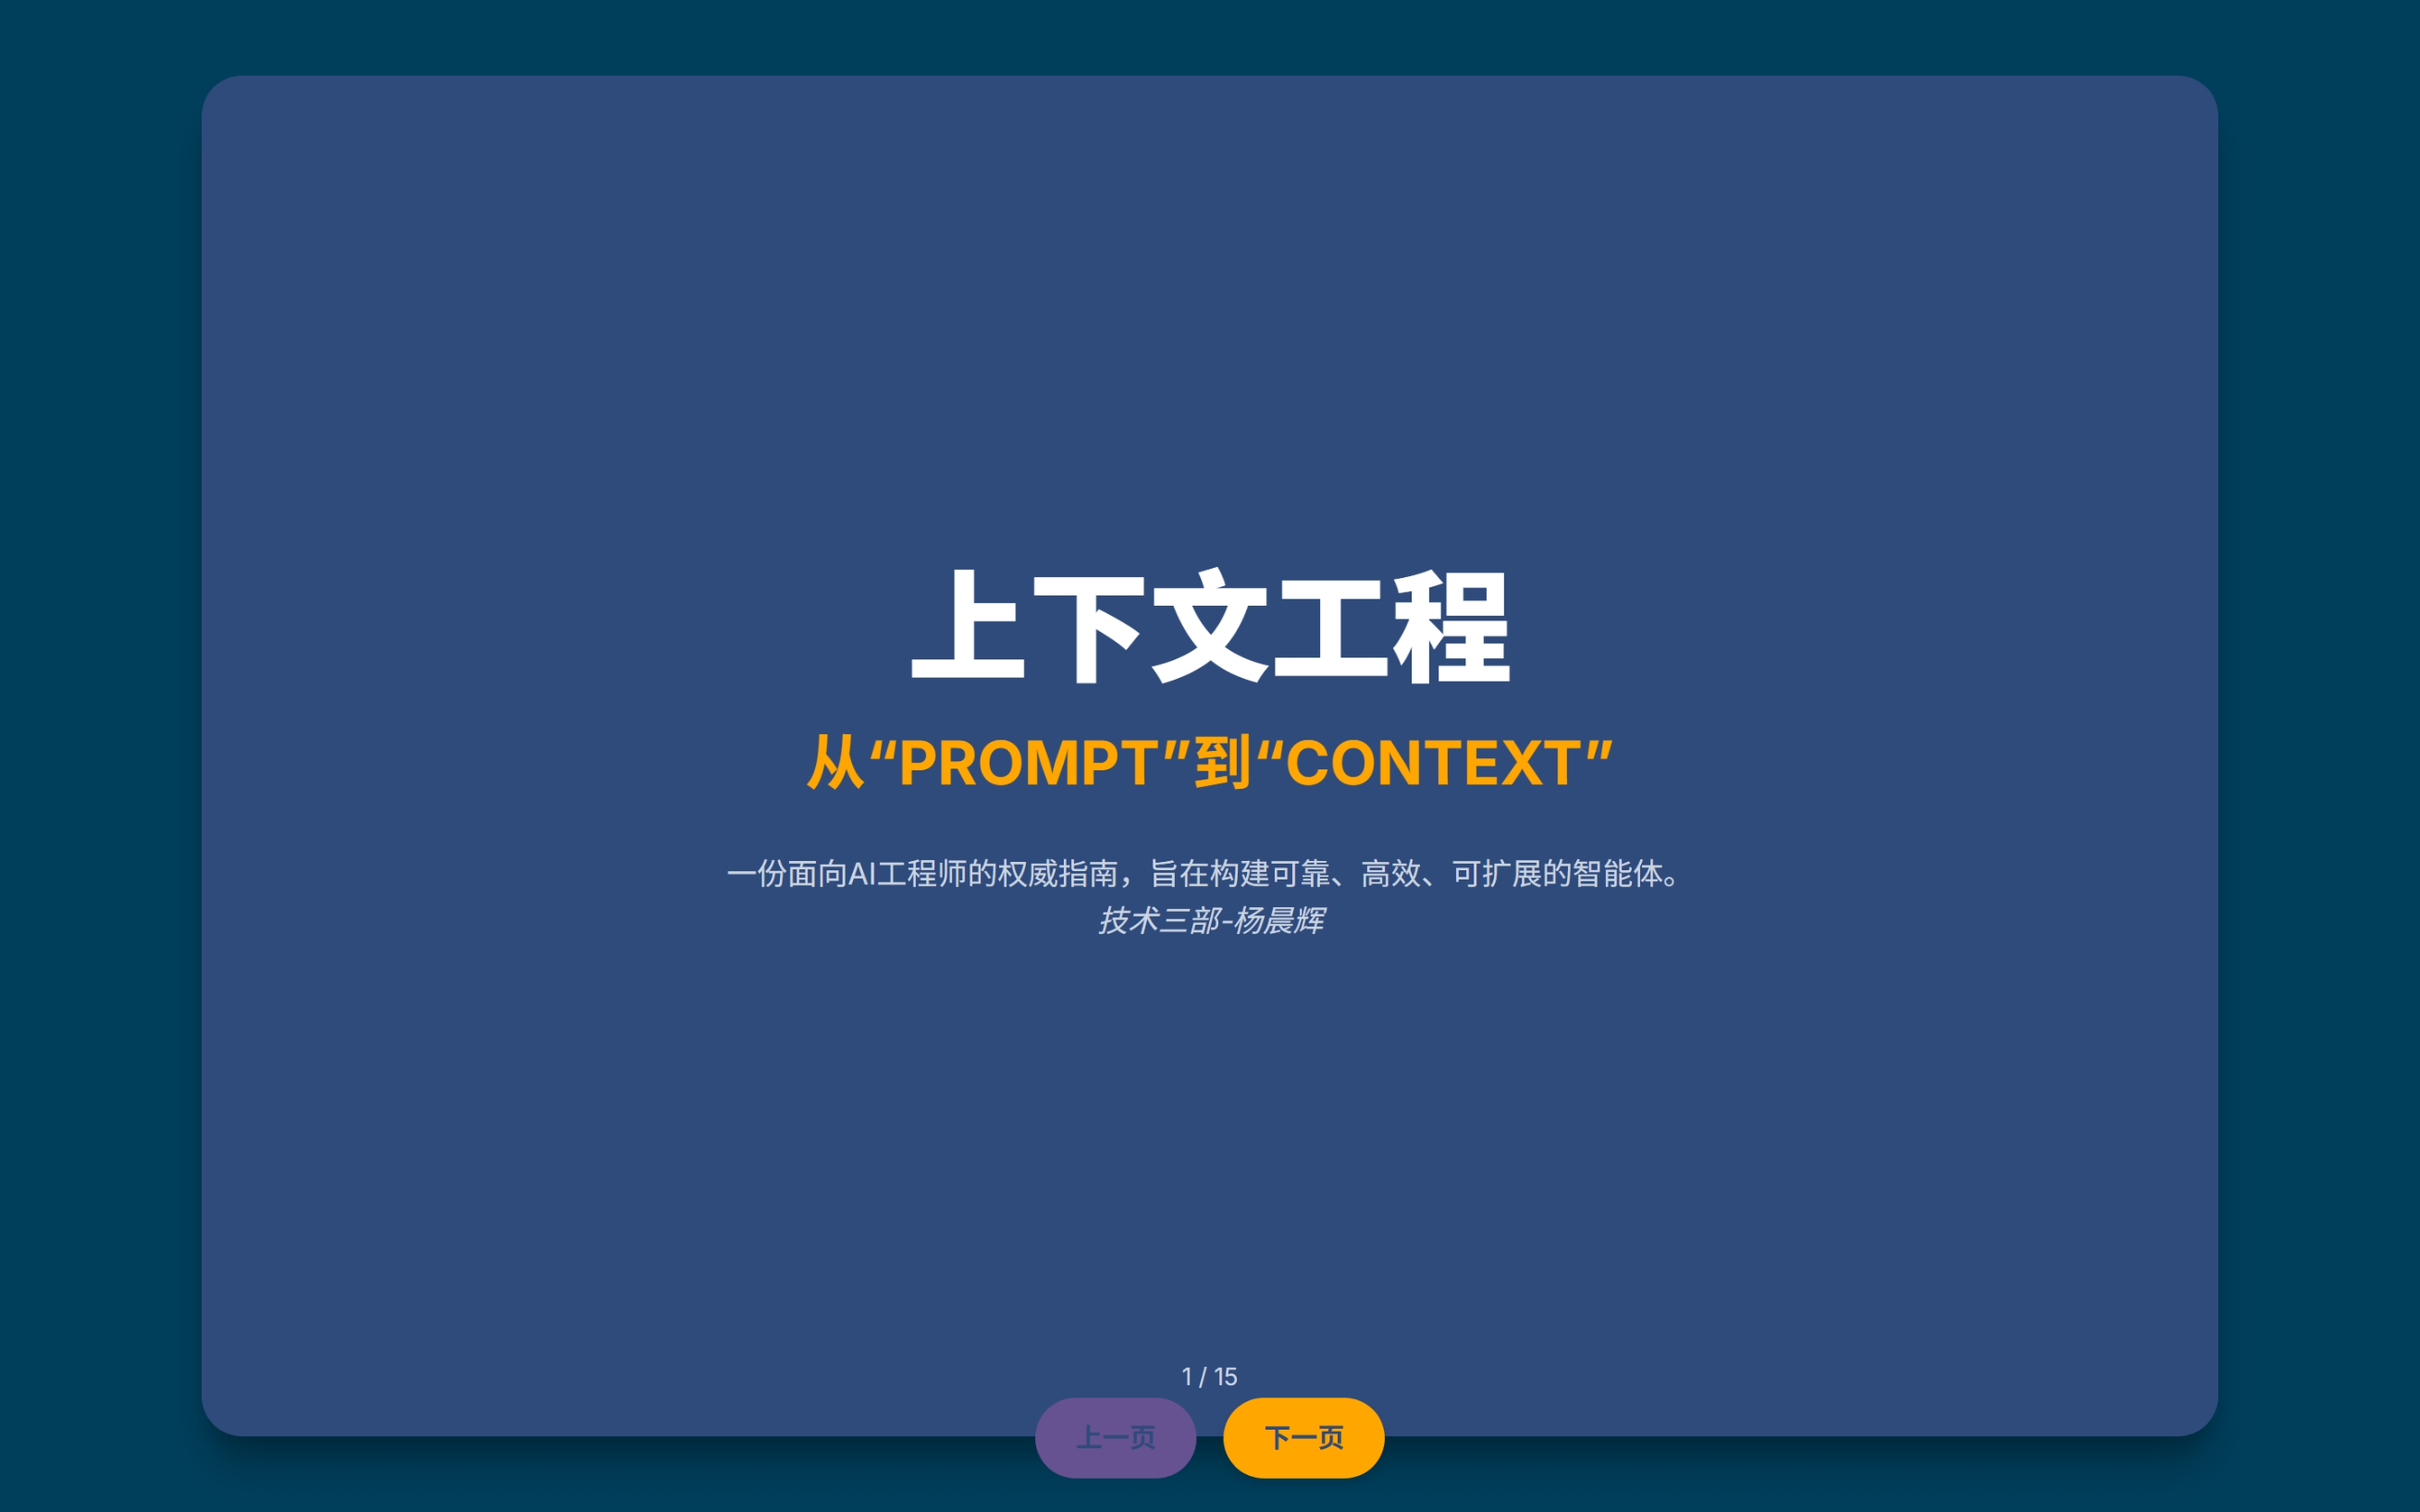 上下文工程
从“PROMPT”到“CONTEXT”
一份面向AI工程师的权威指南，旨在构建可靠、高效、可扩展的智能体。
技术三部-杨晨辉
1 / 15
上一页 下一页